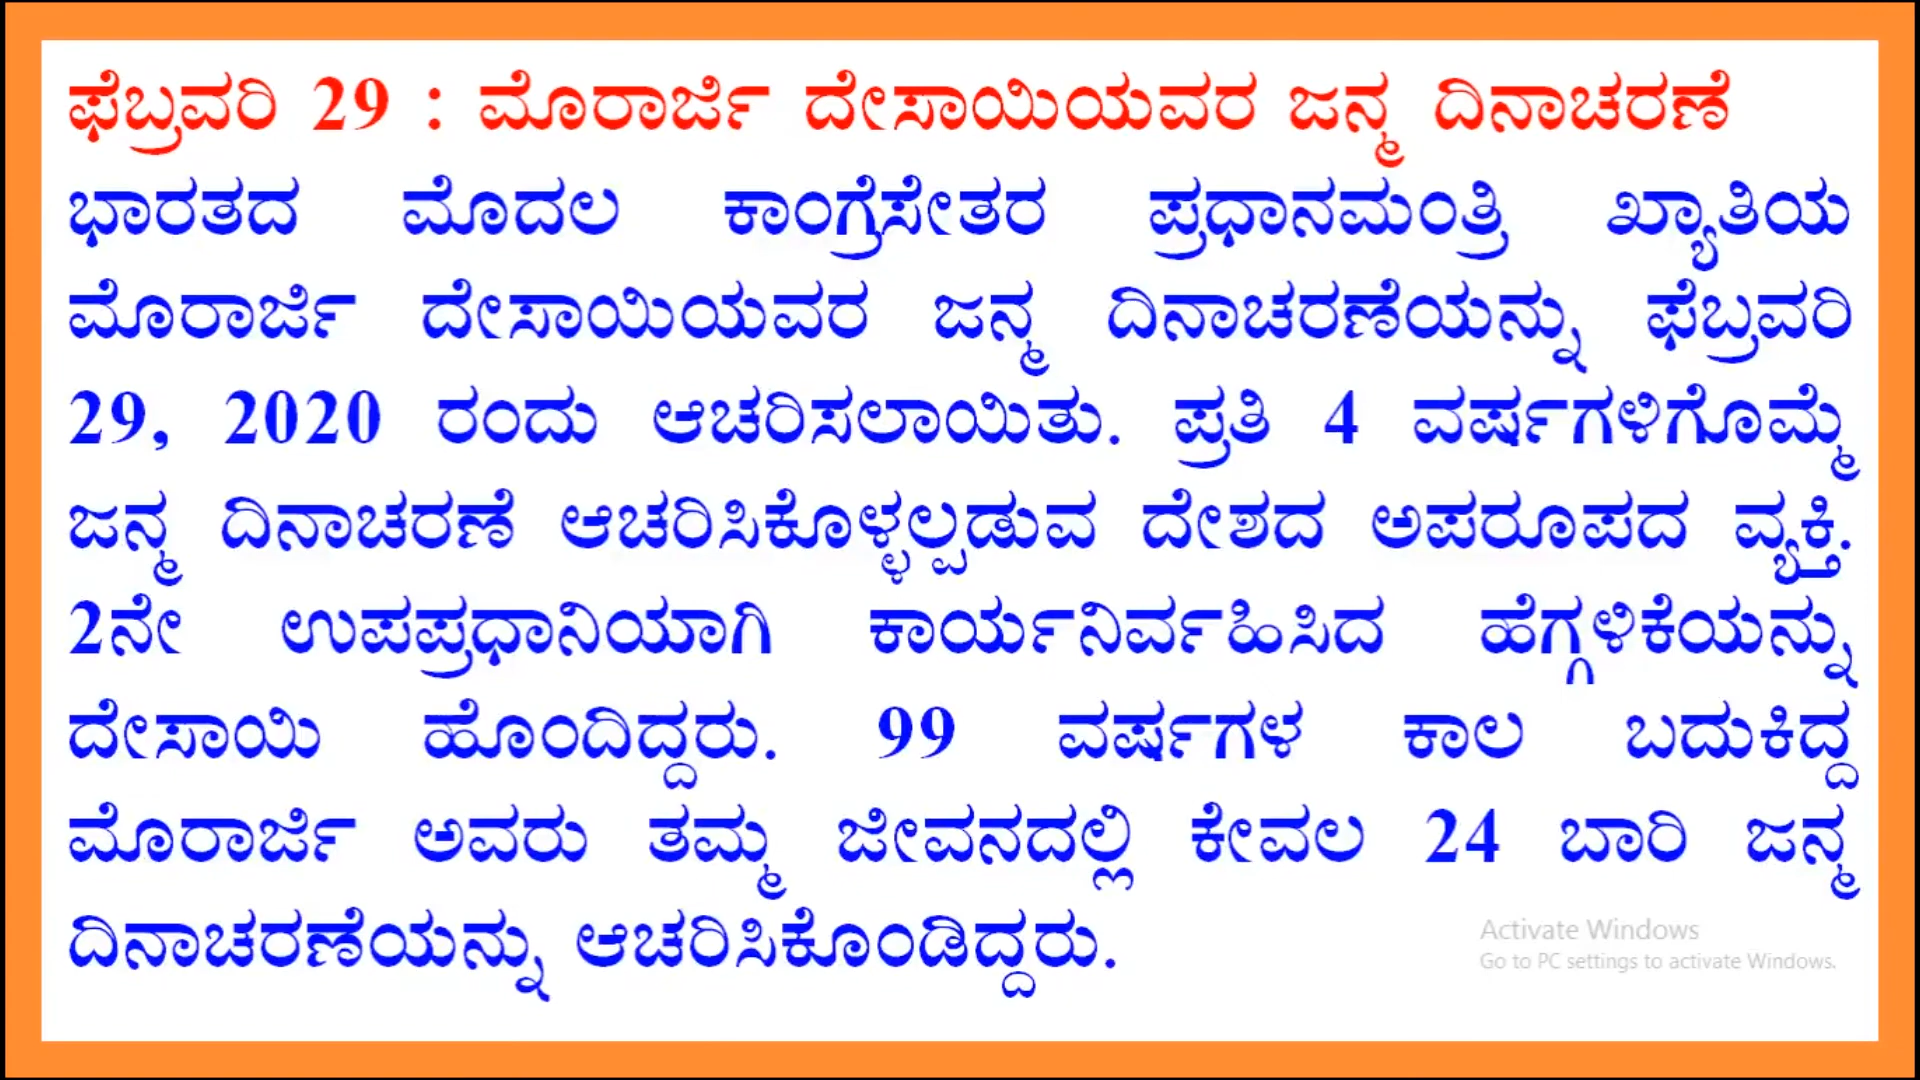 ಫೆಬ್ರವರಿ 29 : ಮೊರಾರ್ಜಿ ದೇಸಾಯಿಯವರ ಜನ್ಮ ದಿನಾಚರಣೆ
ಭಾರತದ ಮೊದಲ ಕಾಂಗ್ರೆಸೇತರ ಪ್ರಧಾನಮಂತ್ರಿ ಖ್ಯಾತಿಯ
ಮೊರಾರ್ಜಿ ದೇಸಾಯಿಯವರ ಜನ್ಮ ದಿನಾಚರಣೆಯನ್ನು ಫೆಬ್ರವರಿ
29, 2020 ರಂದು ಆಚರಿಸಲಾಯಿತು. ಪ್ರತಿ 4 ವರ್ಷಗಳಿಗೊಮ್ಮೆ
ಜನ್ಮ ದಿನಾಚರಣೆ ಆಚರಿಸಿಕೊಳ್ಳಲ್ಪಡುವ ದೇಶದ ಅಪರೂಪದ ವ್ಯಕ್ತಿ.
2ನೇ ಉಪಪ್ರಧಾನಿಯಾಗಿ ಕಾರ್ಯನಿರ್ವಹಿಸಿದ ಹೆಗ್ಗಳಿಕೆಯನ್ನು
ದೇಸಾಯಿ ಹೊಂದಿದ್ದರು. 99 ವರ್ಷಗಳ ಕಾಲ ಬದುಕಿದ್ದ
ಮೊರಾರ್ಜಿ ಅವರು ತಮ್ಮ ಜೀವನದಲ್ಲಿ ಕೇವಲ 24 ಬಾರಿ ಜನ್ಮ
ದಿನಾಚರಣೆಯನ್ನು ಆಚರಿಸಿಕೊಂಡಿದ್ದರು.
Activate Windows
Go to PC settings to activate Windows.